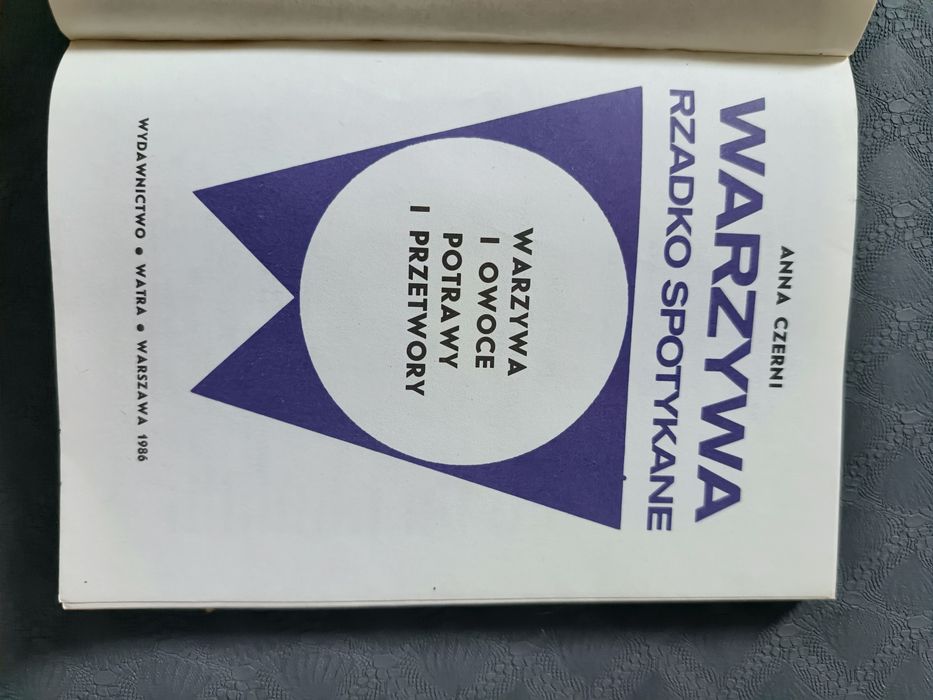 ANNA CZERNI
WARZYWA
RZADKO SPOTYKANE
WARZYWA
I OWOCE
POTRAWY
I PRZETWORY
WYDAWNICTWO ● WATRA ● WARSZAWA 1986